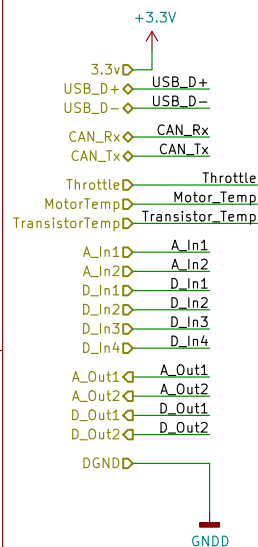 +3.3V
3.3v
USB_D+ USB_D+
USB_D- USB_D-
CAN_Rx CAN_Rx
CAN_Tx CAN_Tx
Throttle Throttle
MotorTemp Motor_Temp
TransistorTemp Transistor_Temp
A_In1 A_In1
A_In2 A_In2
D_In1 D_In1
D_In2 D_In2
D_In3 D_In3
D_In4 D_In4
A_Out1 A_Out1
A_Out2 A_Out2
D_Out1 D_Out1
D_Out2 D_Out2
DGND
GNDD